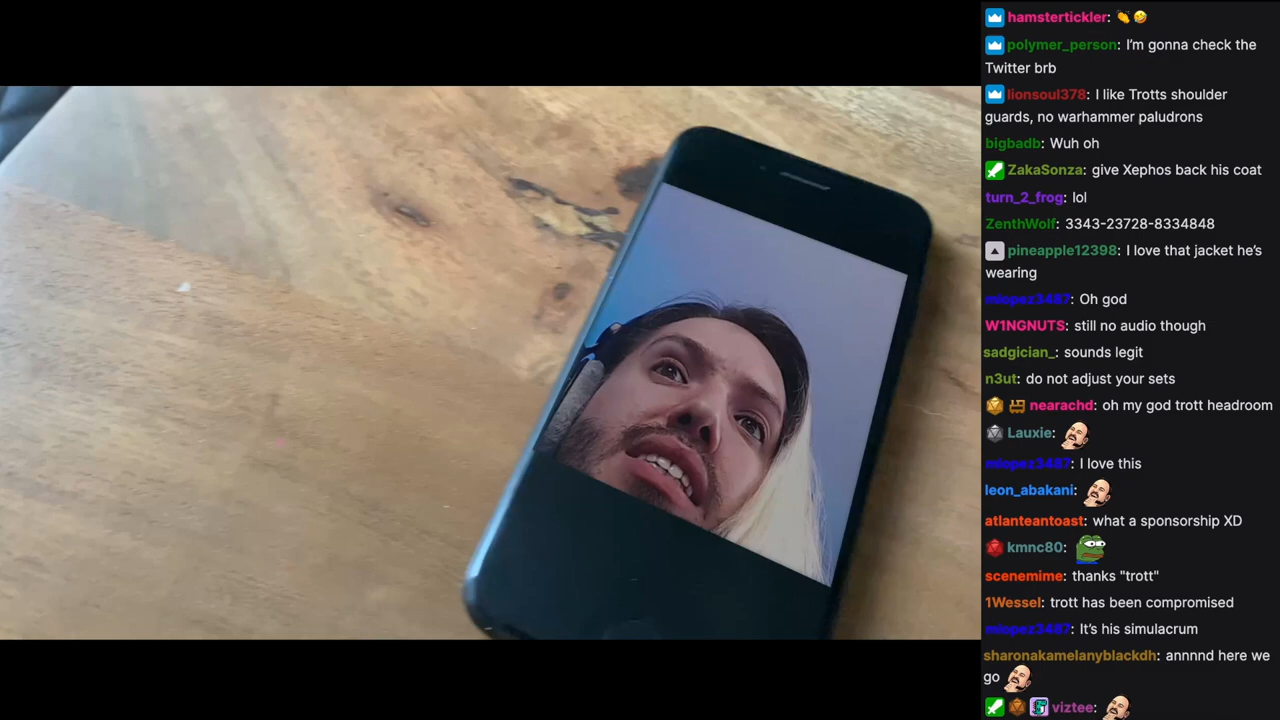 hamstertickler: 👏🤣
polymer_person: I'm gonna check the
Twitter brb
lionsoul378: I like Trotts shoulder
guards, no warhammer paludrons
bigbadb: Wuh oh
ZakaSonza: give Xephos back his coat
turn_2_frog: lol
ZenthWolf: 3343-23728-8334848
pineapple12398: I love that jacket he's
wearing
mlopez3487: Oh god
W1NGNUTS: still no audio though
sadgician_: sounds legit
n3ut: do not adjust your sets
nearachd: oh my god trott headroom
Lauxie:
mlopez3487: I love this
leon_abakani:
atlanteantoast: what a sponsorship XD
kmnc80:
scenemime: thanks "trott"
1Wessel: trott has been compromised
mlopez3487: It's his simulacrum
sharonakamelanyblackdh: annnnd here we
go
viztee: